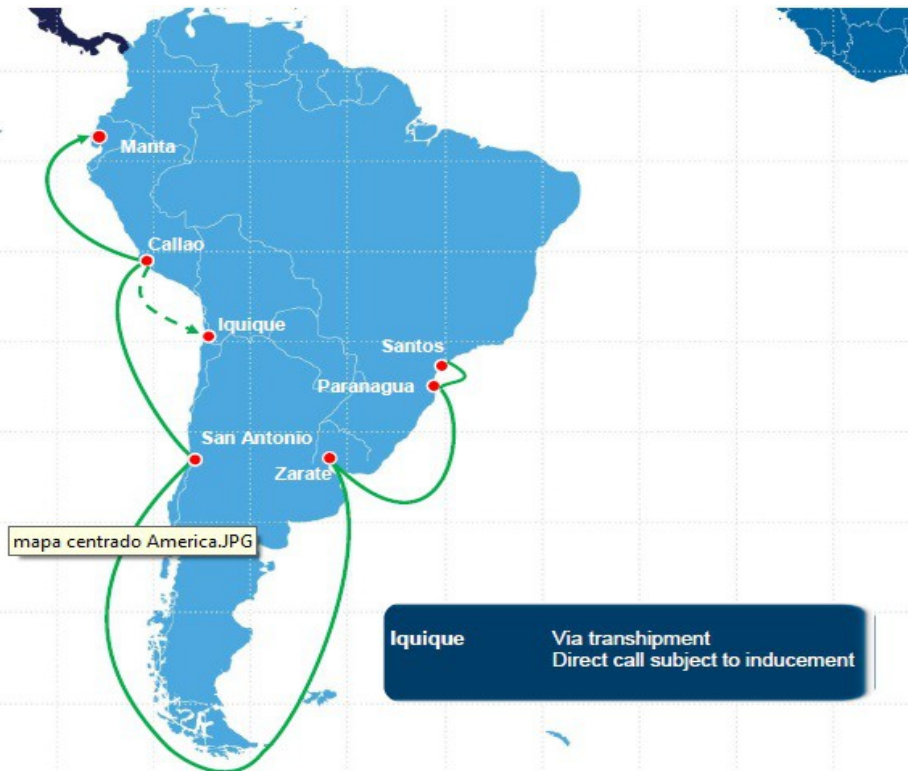 Manta
Callao
Iquique
Santos
Paranagua
San Antonio
Zarate
mapa centrado America.JPG
Iquique Via transhipment
Direct call subject to inducement